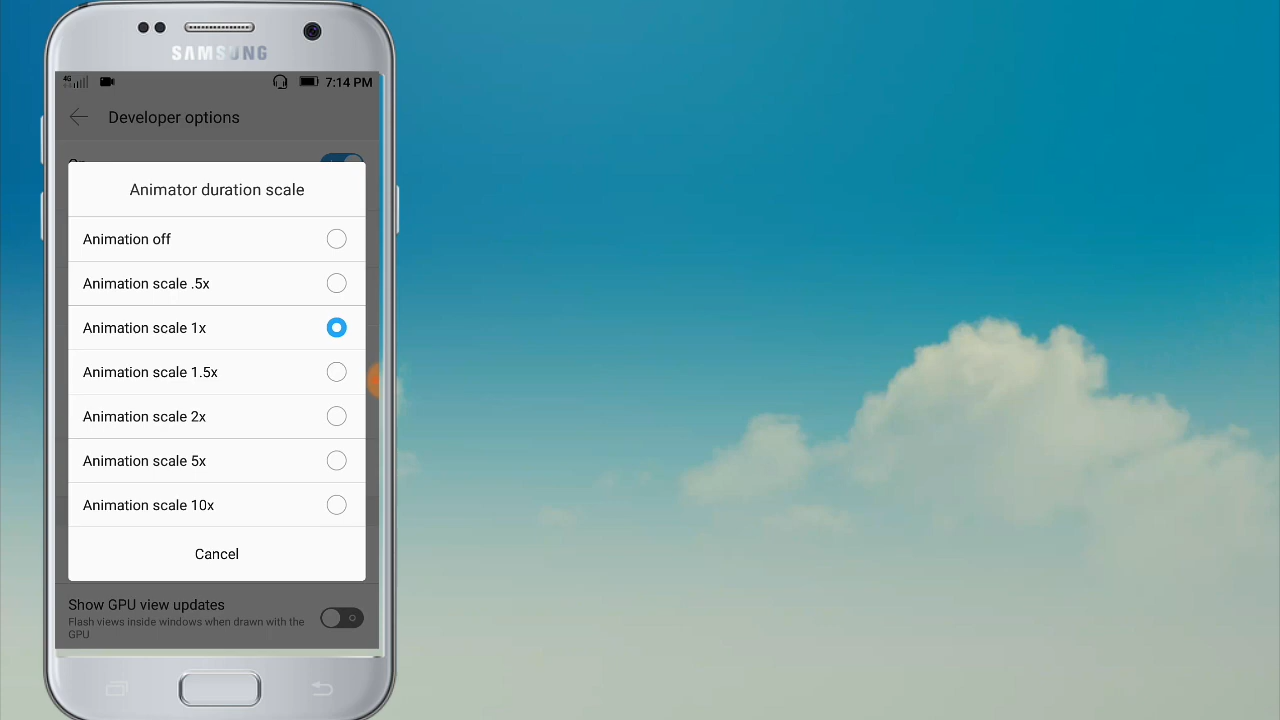 SAMSUNG
4G 7:14 PM
Developer options
Animator duration scale
Animation off
Animation scale .5x
Animation scale 1x
Animation scale 1.5x
Animation scale 2x
Animation scale 5x
Animation scale 10x
Cancel
Show GPU view updates
Flash views inside windows when drawn with the
GPU